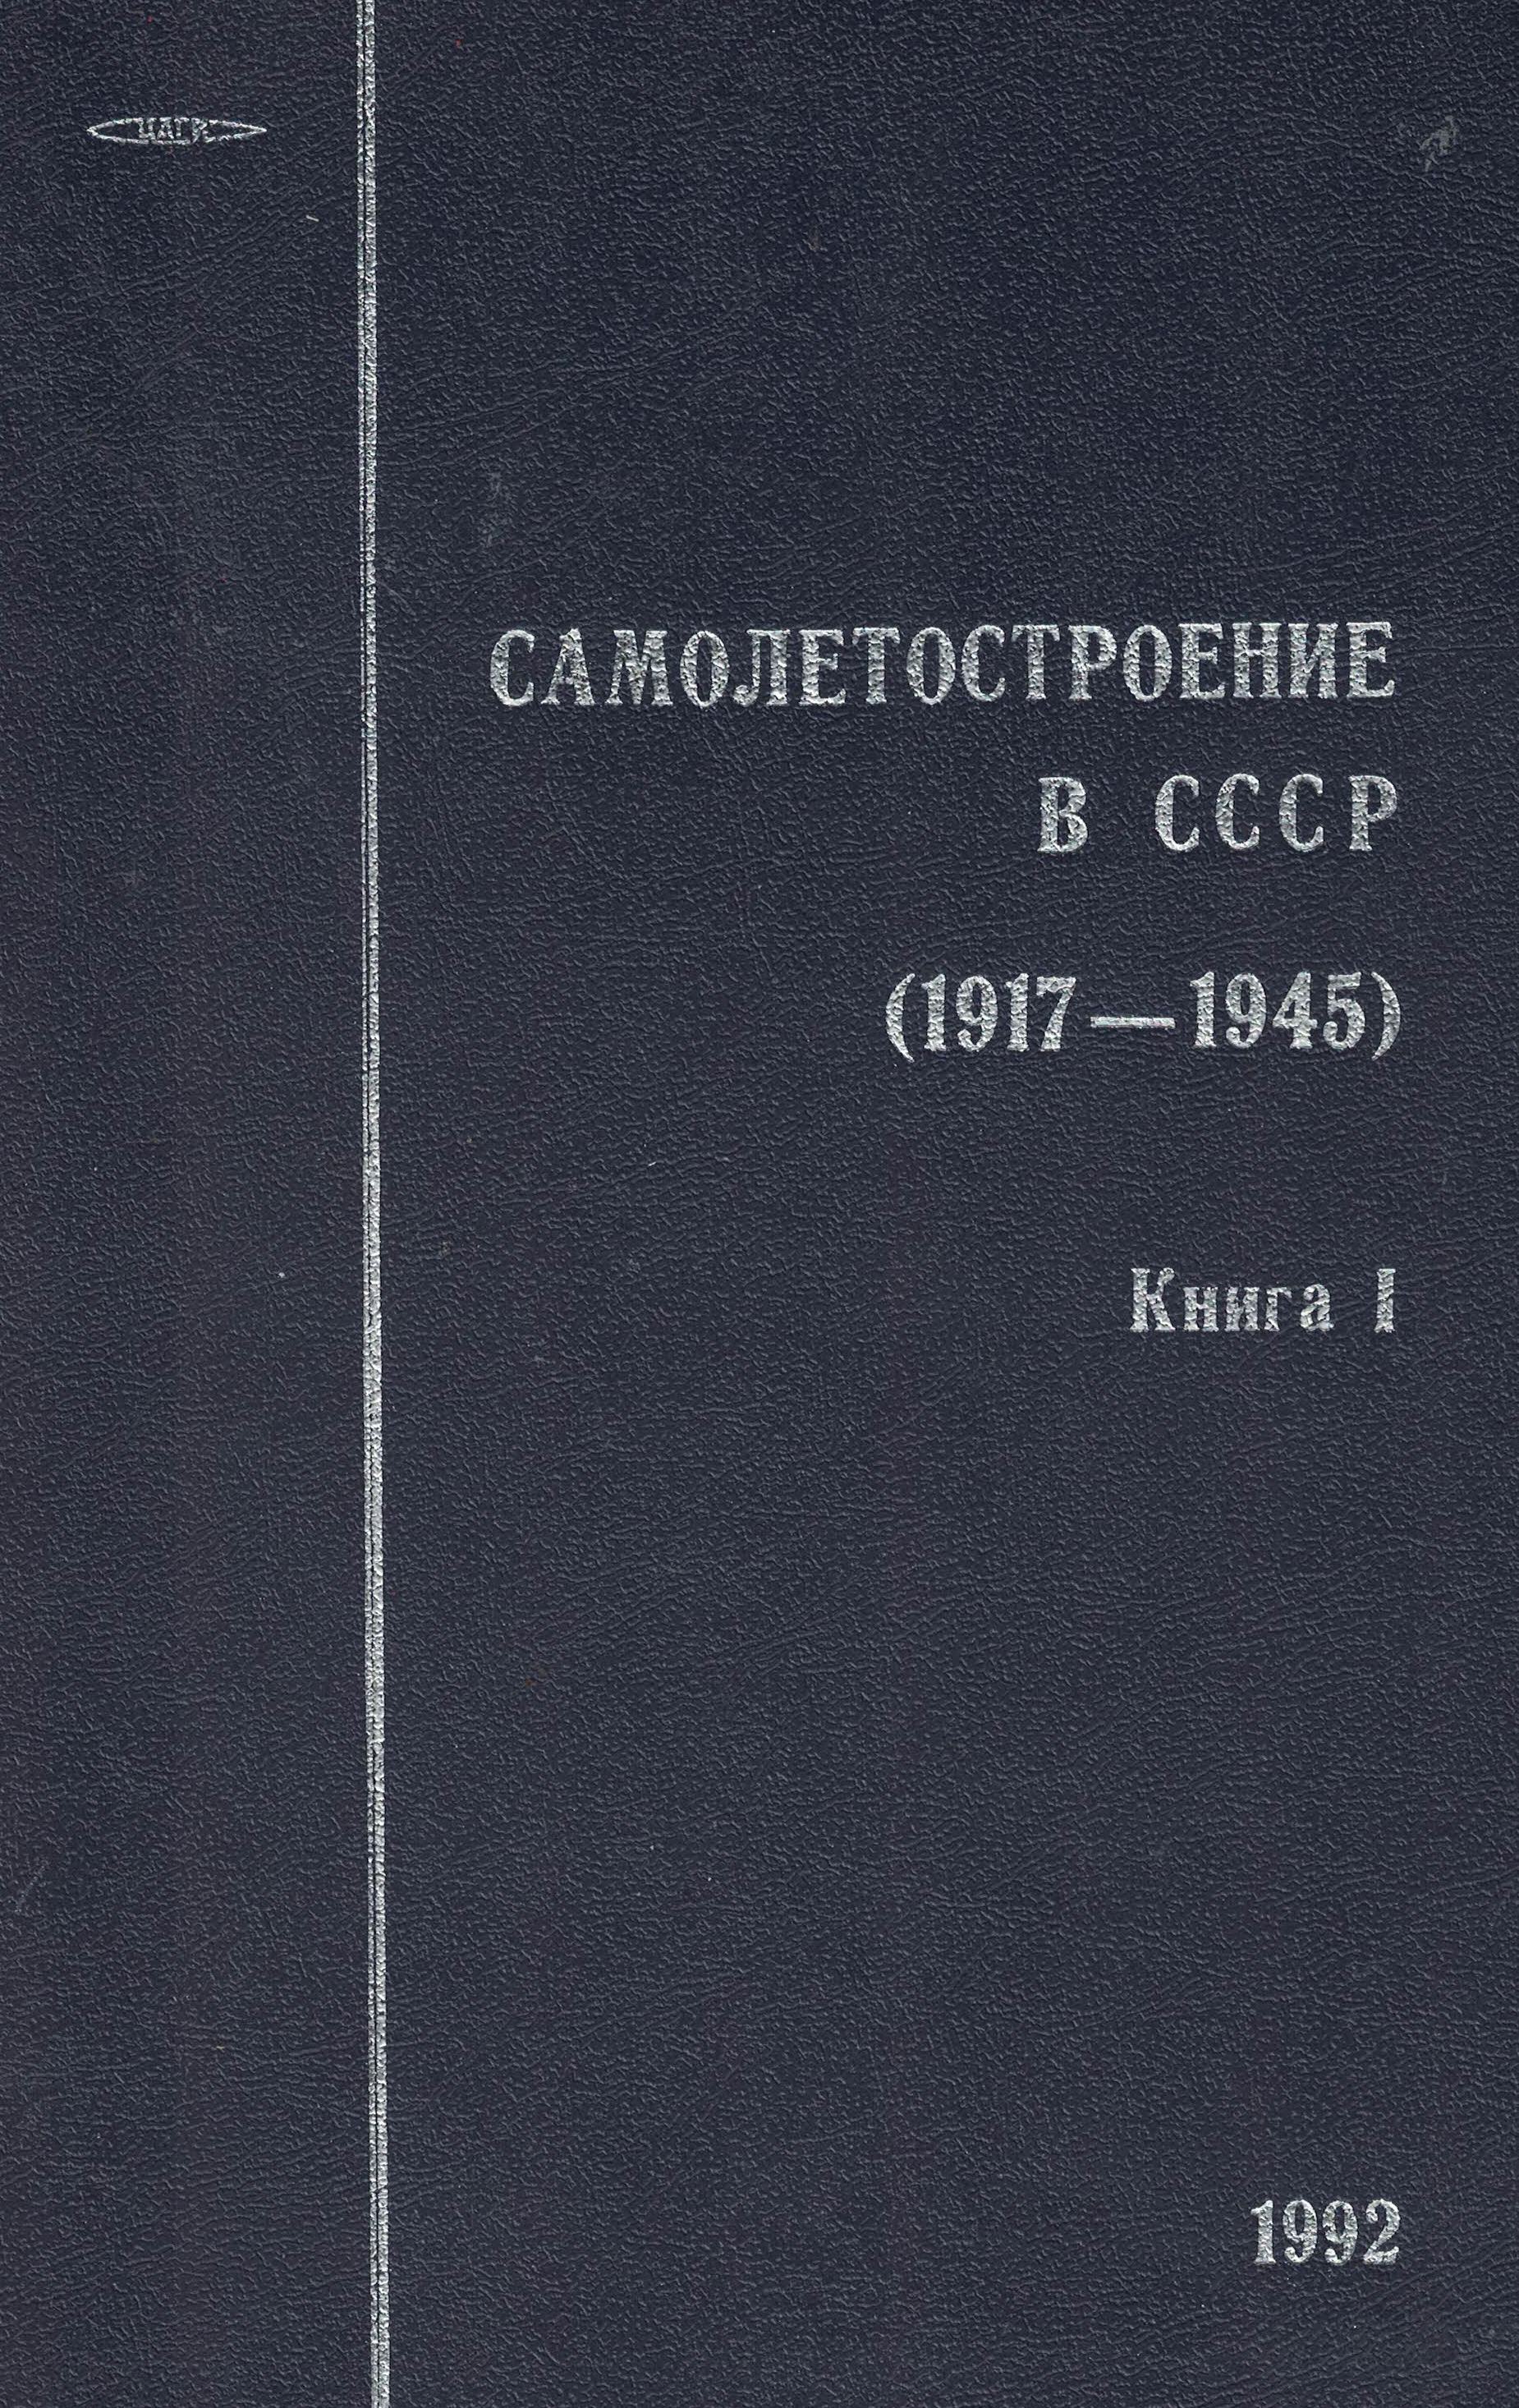 ЦАГИ
САМОЛЕТОСТРОЕНИЕ
В СССР
(1917—1945)
Книга I
1992